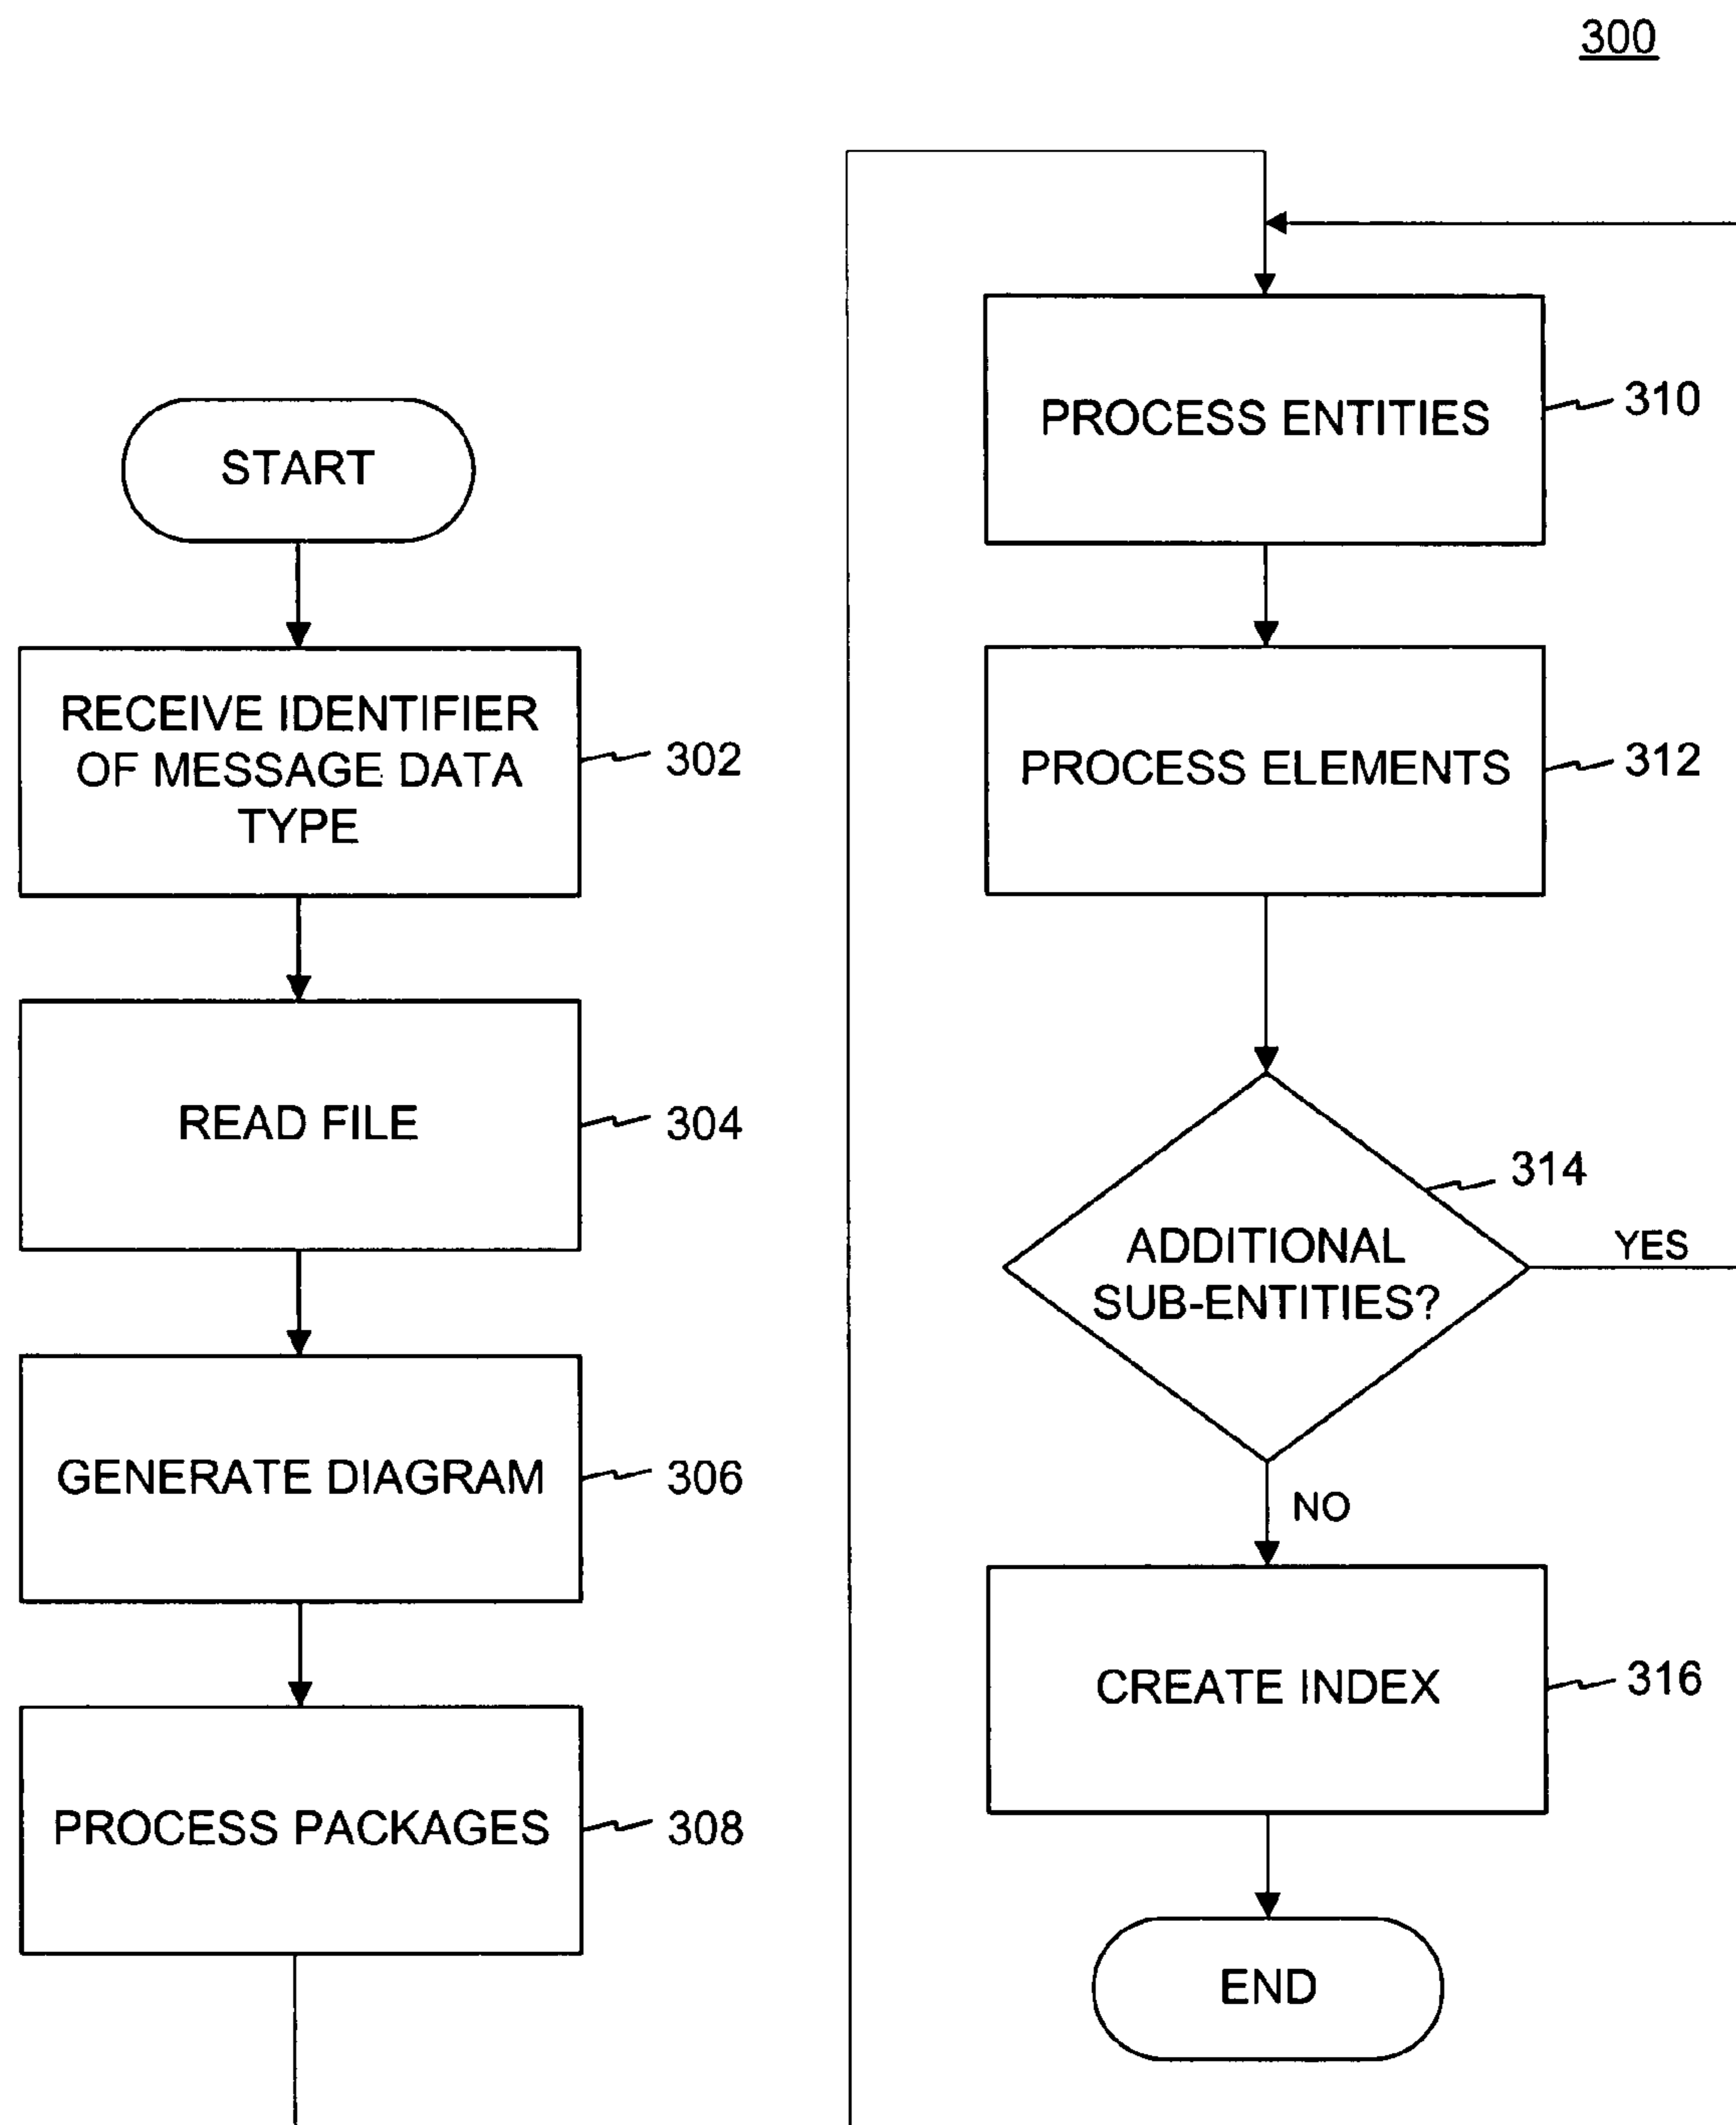 300
START
RECEIVE IDENTIFIER
OF MESSAGE DATA
TYPE
302
READ FILE
304
GENERATE DIAGRAM
306
PROCESS PACKAGES
308
PROCESS ENTITIES
310
PROCESS ELEMENTS
312
314
ADDITIONAL
SUB-ENTITIES?
YES
NO
CREATE INDEX
316
END